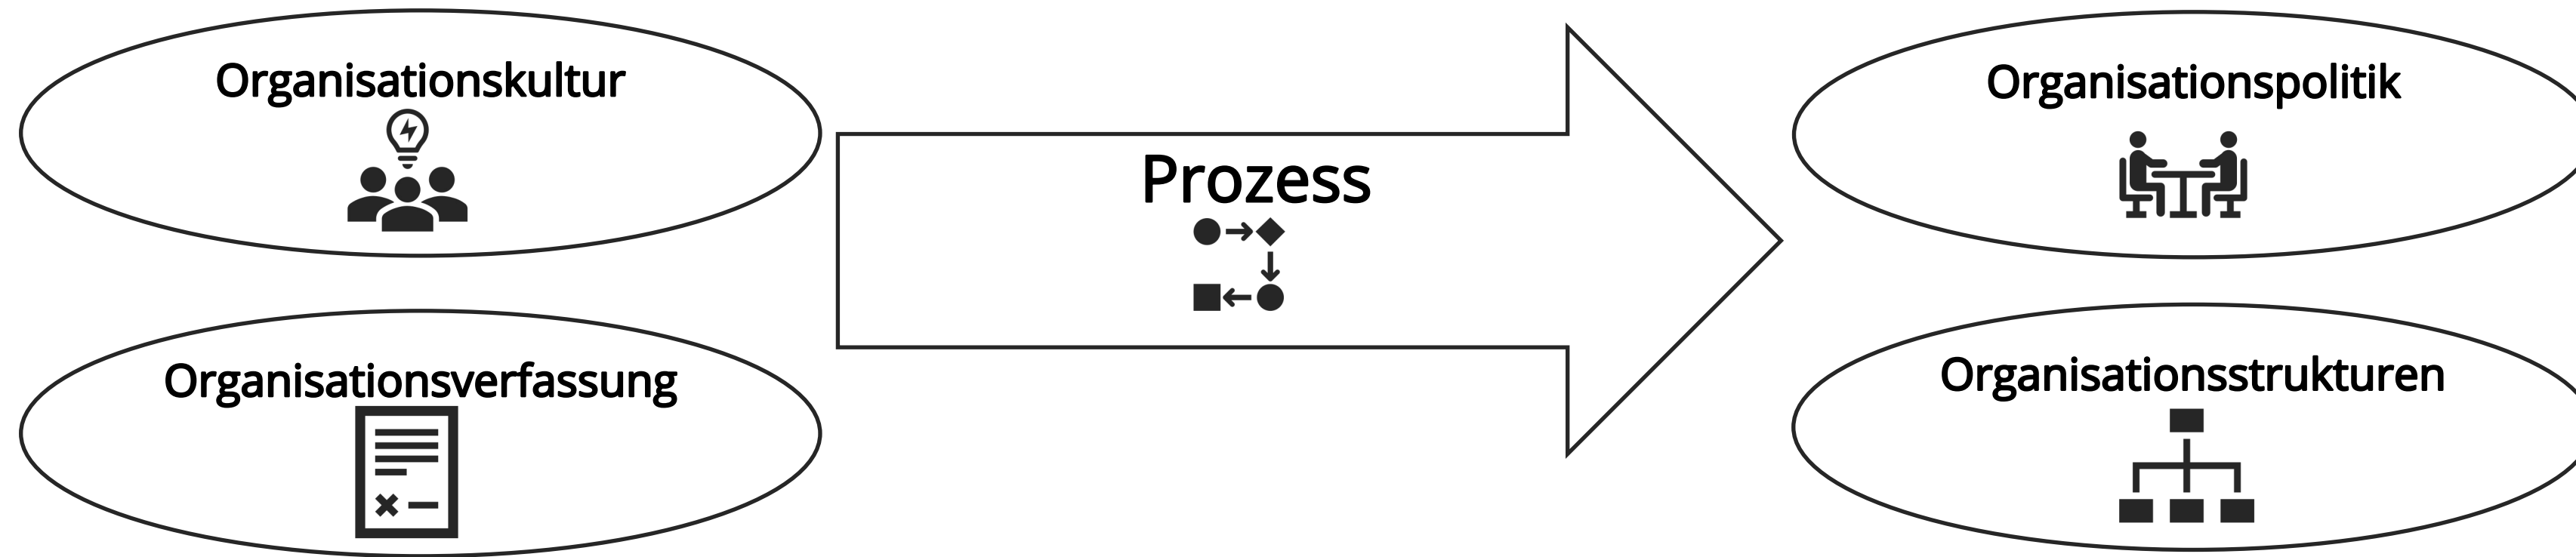 Organisationskultur
Organisationsverfassung
Prozess
Organisationspolitik
Organisationsstrukturen